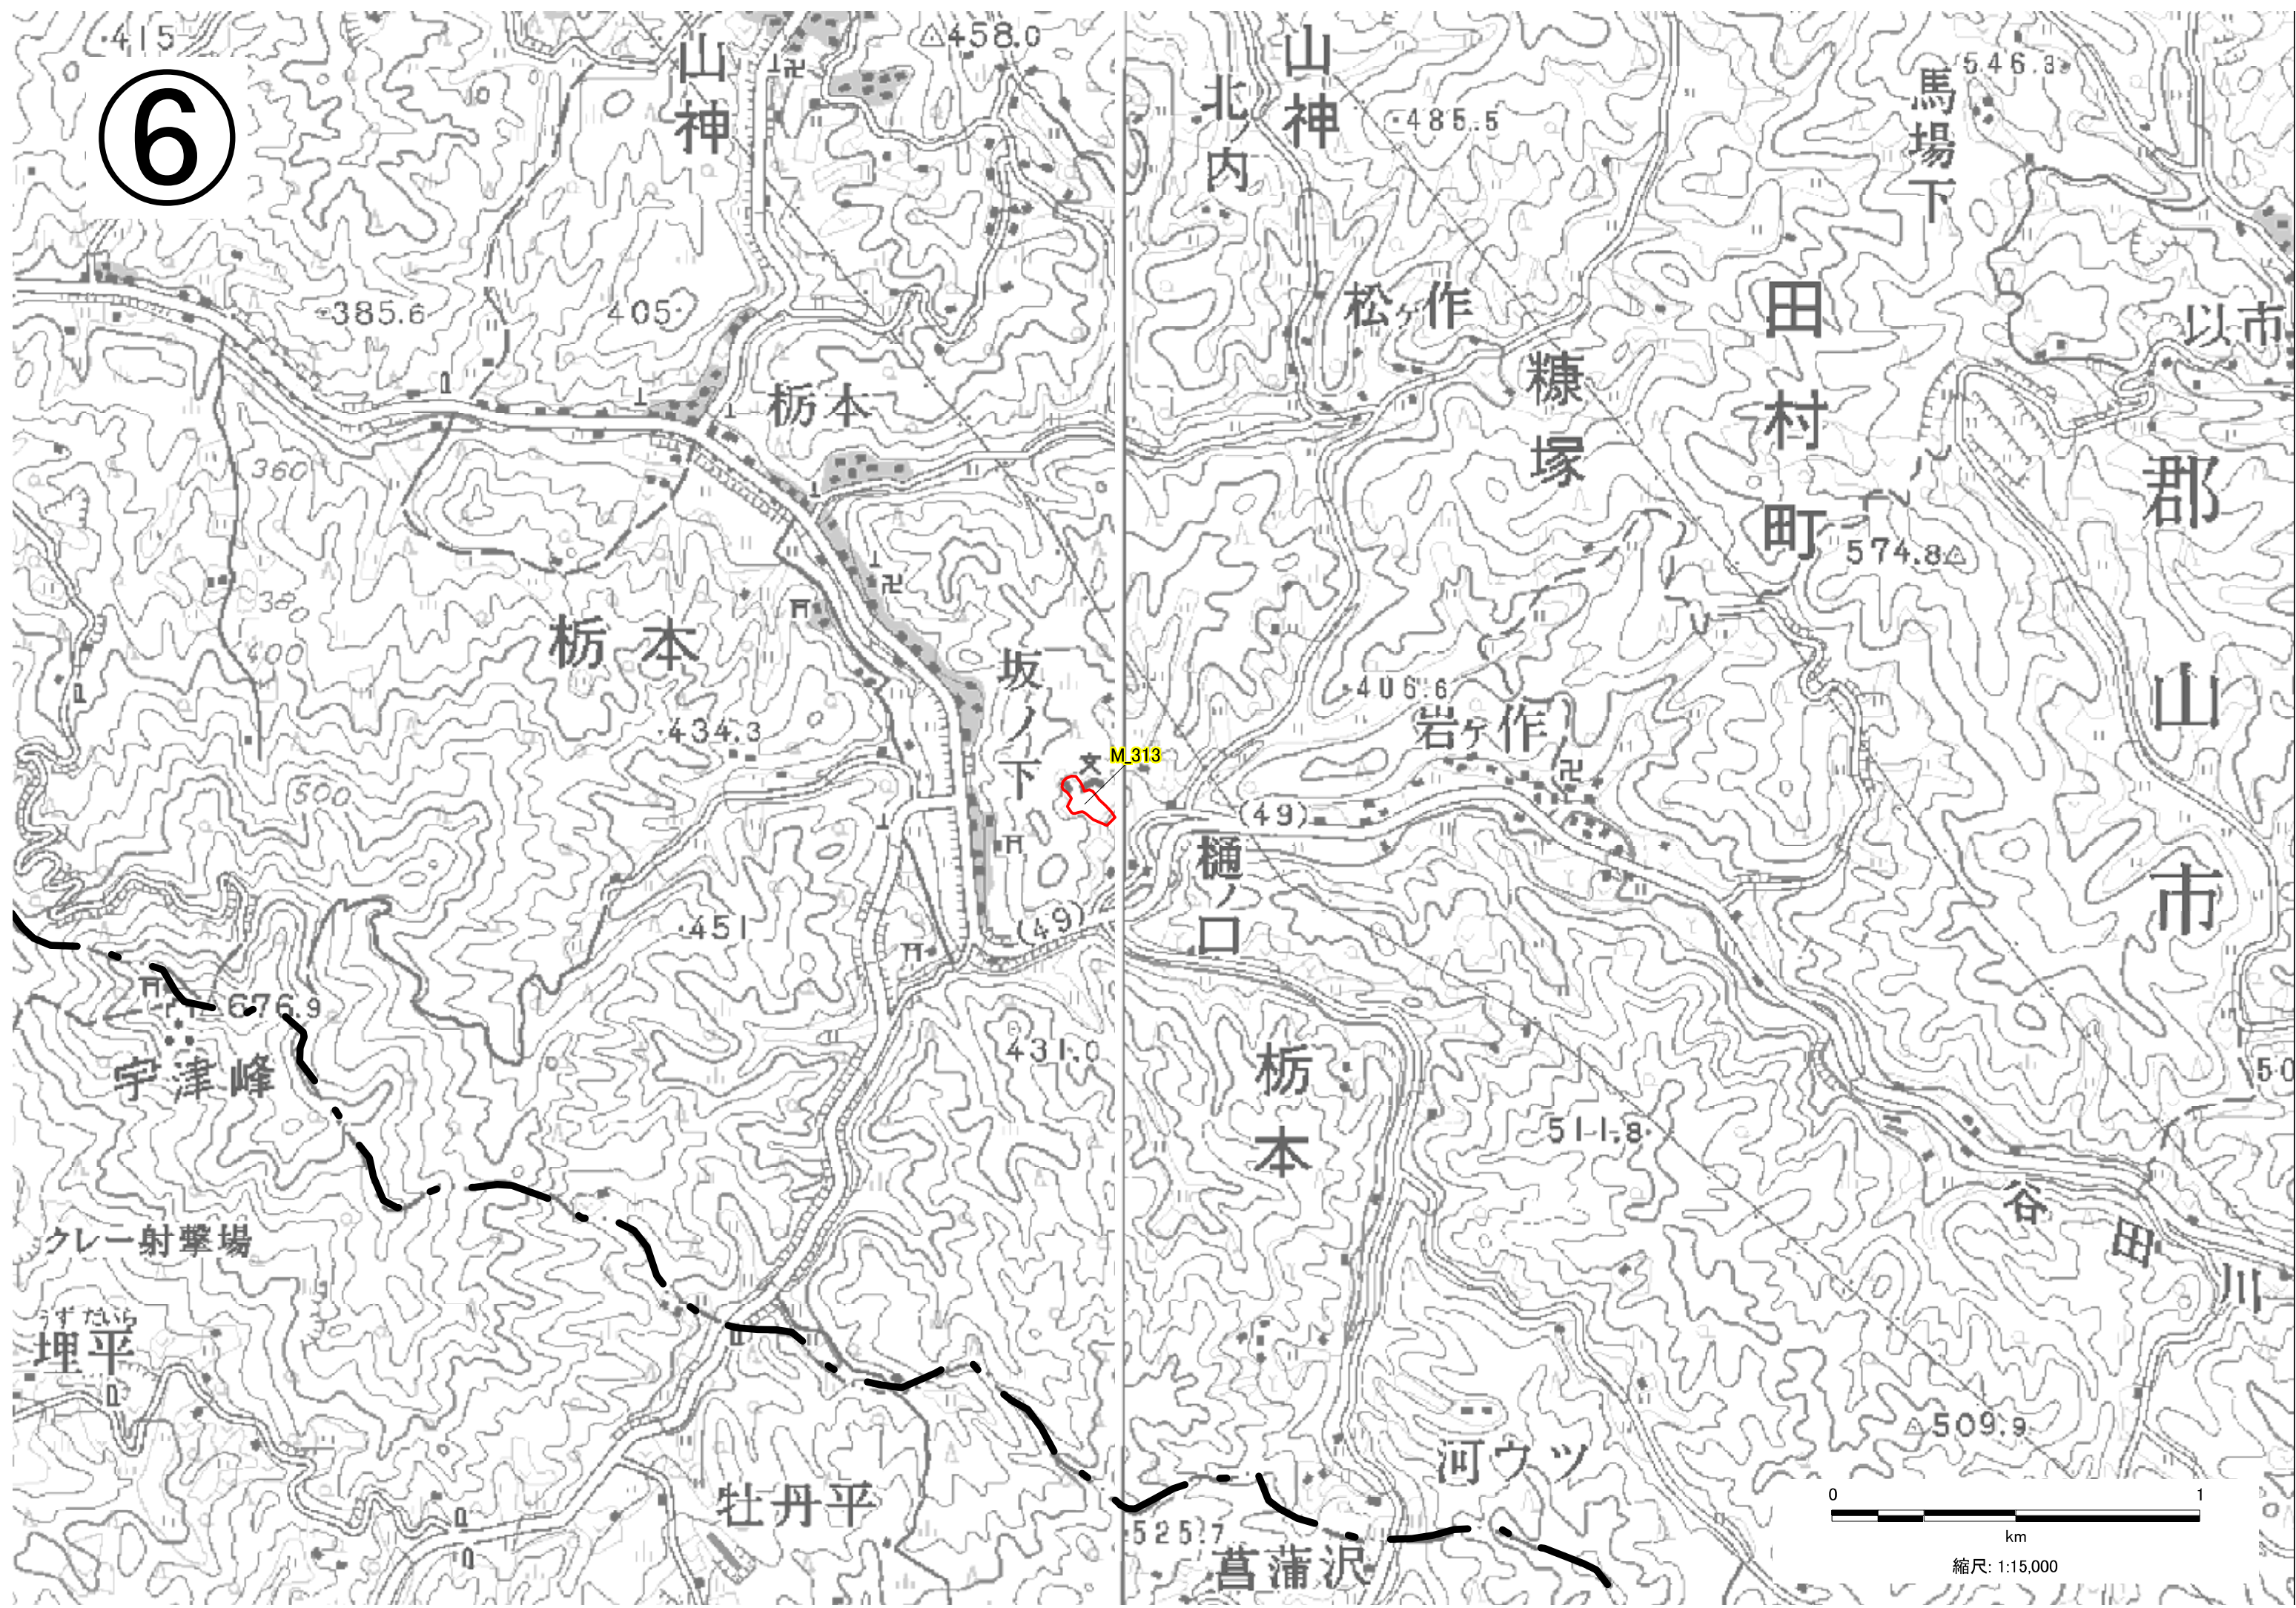 ⑥
415
山神
458.0
北ノ内
山神
485.5
馬場下
546.3
385.6
405
栃本
松ヶ作
糠塚
田村町
以市
郡山市
360
380
400
500
栃本
574.8
坂ノ下
406.6
岩ヶ作
434.3
文
M_313
(49)
樋ノ口
451
(49)
676.9
宇津峰
431.0
栃本
511.8
50
谷田川
クレー射撃場
うずだいら
埋平
509.9
牡丹平
河ウツ
525.7
菖蒲沢
0 1
km
縮尺: 1:15,000